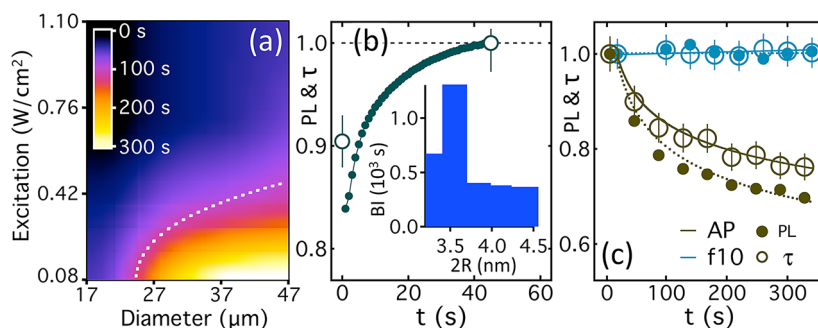 (a)
0 s
100 s
200 s
300 s
Excitation (W/cm²)
1.10
0.76
0.42
0.08
17
27
37
47
Diameter (μm)
(b)
PL & τ
1.0
0.9
0.8
0
20
40
60
t (s)
BI (10³ s)
1.0
0.5
0.0
3.5
4.0
4.5
2R (nm)
(c)
PL & τ
1.0
0.8
0.6
0
100
200
300
t (s)
AP
PL
f10
τ